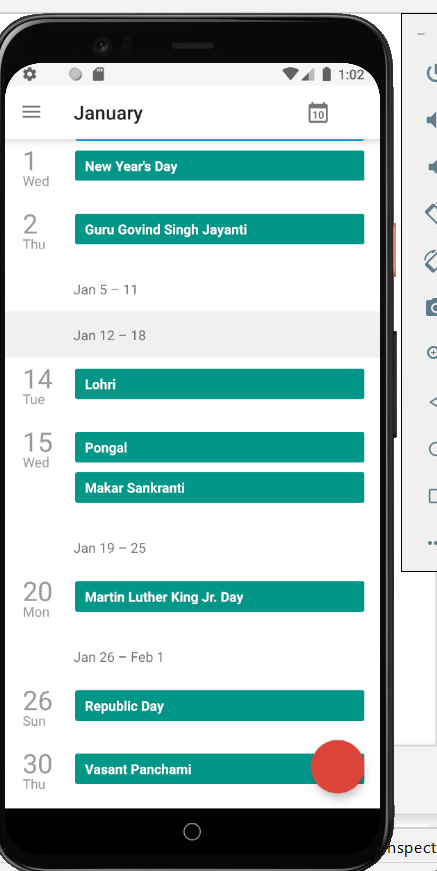 1:02
January
10
1
Wed
New Year's Day
2
Thu
Guru Govind Singh Jayanti
Jan 5 – 11
Jan 12 – 18
14
Tue
Lohri
15
Wed
Pongal
Makar Sankranti
Jan 19 – 25
20
Mon
Martin Luther King Jr. Day
Jan 26 – Feb 1
26
Sun
Republic Day
30
Thu
Vasant Panchami
nspect